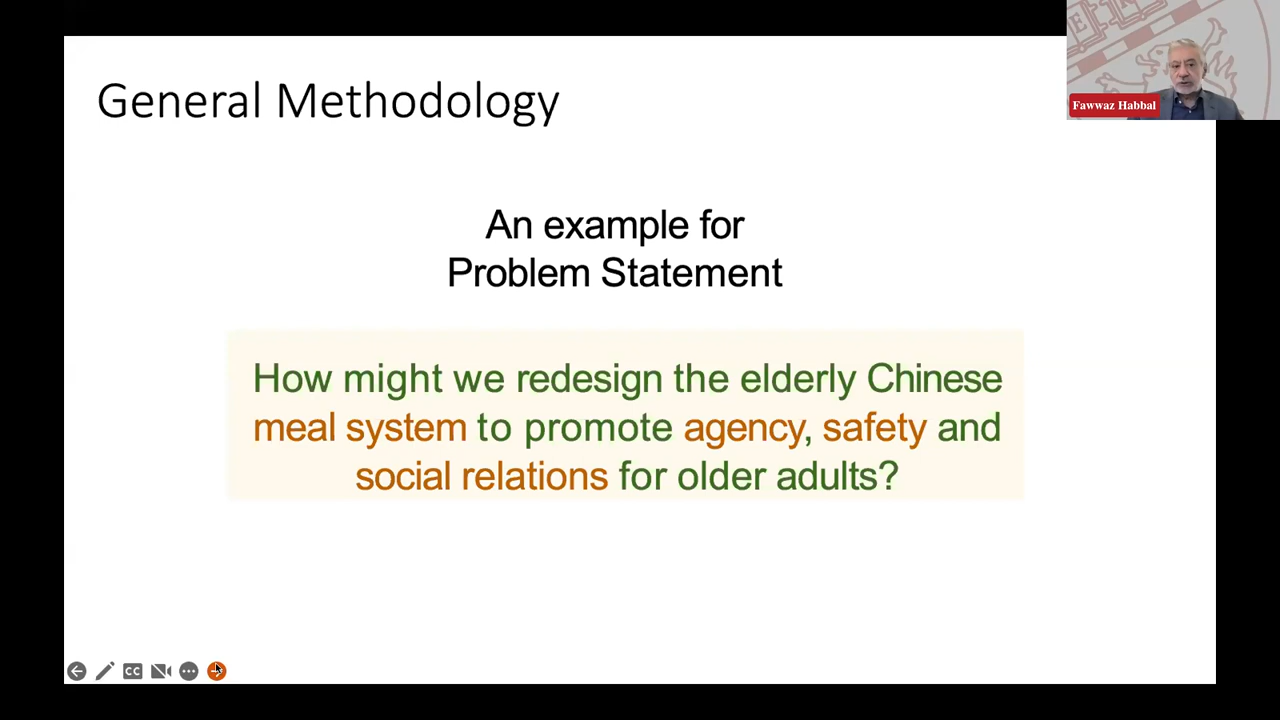 General Methodology
Fawwaz Habbal
An example for
Problem Statement
How might we redesign the elderly Chinese
meal system to promote agency, safety and
social relations for older adults?
CC